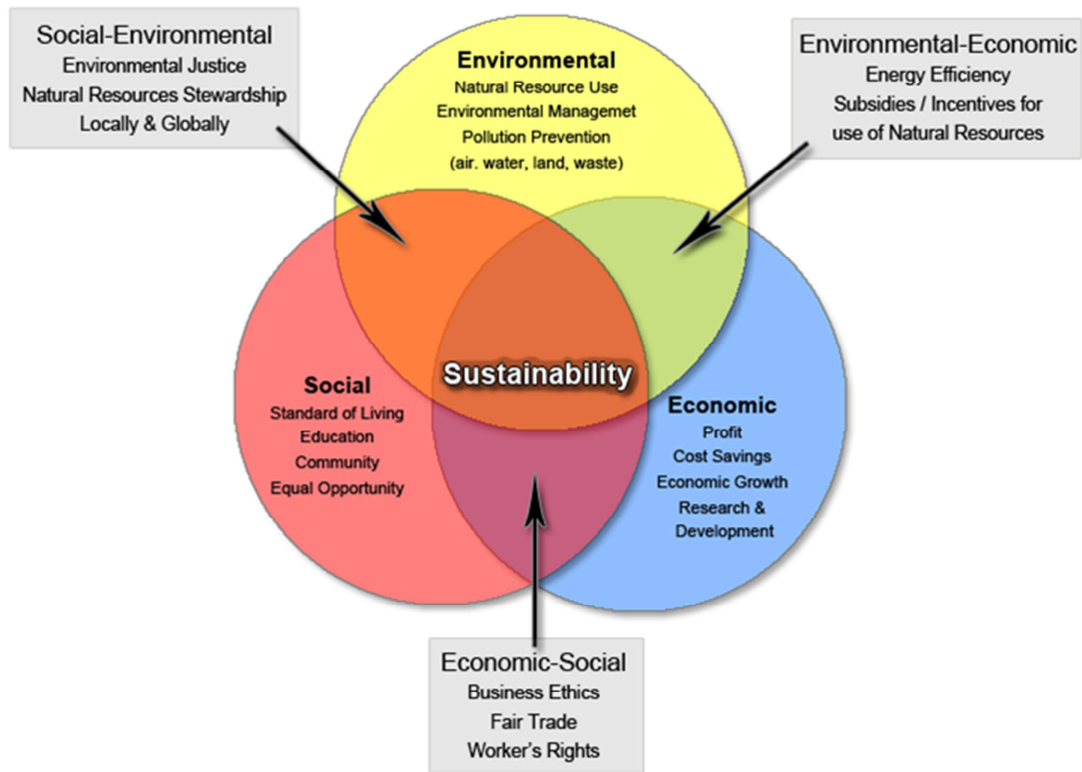 Social-Environmental
Environmental Justice
Natural Resources Stewardship
Locally & Globally
Environmental
Natural Resource Use
Environmental Managemet
Pollution Prevention
(air. water, land, waste)
Environmental-Economic
Energy Efficiency
Subsidies / Incentives for
use of Natural Resources
Sustainability
Social
Standard of Living
Education
Community
Equal Opportunity
Economic
Profit
Cost Savings
Economic Growth
Research &
Development
Economic-Social
Business Ethics
Fair Trade
Worker's Rights